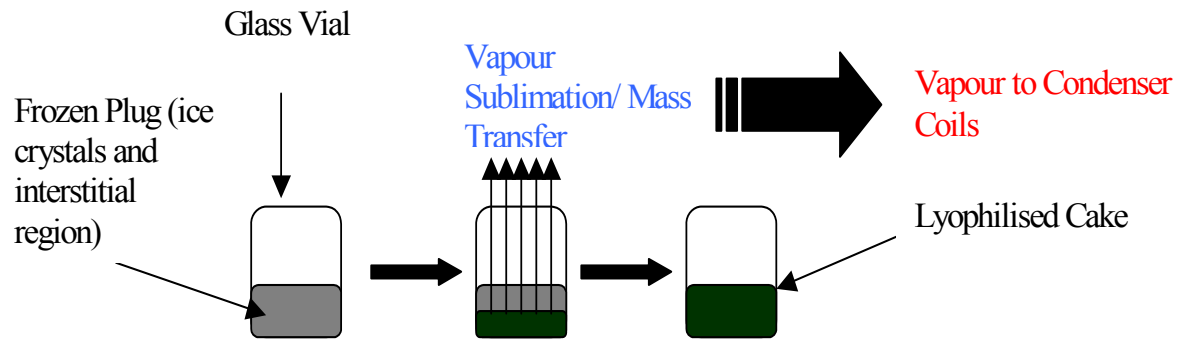 Glass Vial
Frozen Plug (ice
crystals and
interstitial
region)
Vapour
Sublimation/ Mass
Transfer
Vapour to Condenser
Coils
Lyophilised Cake